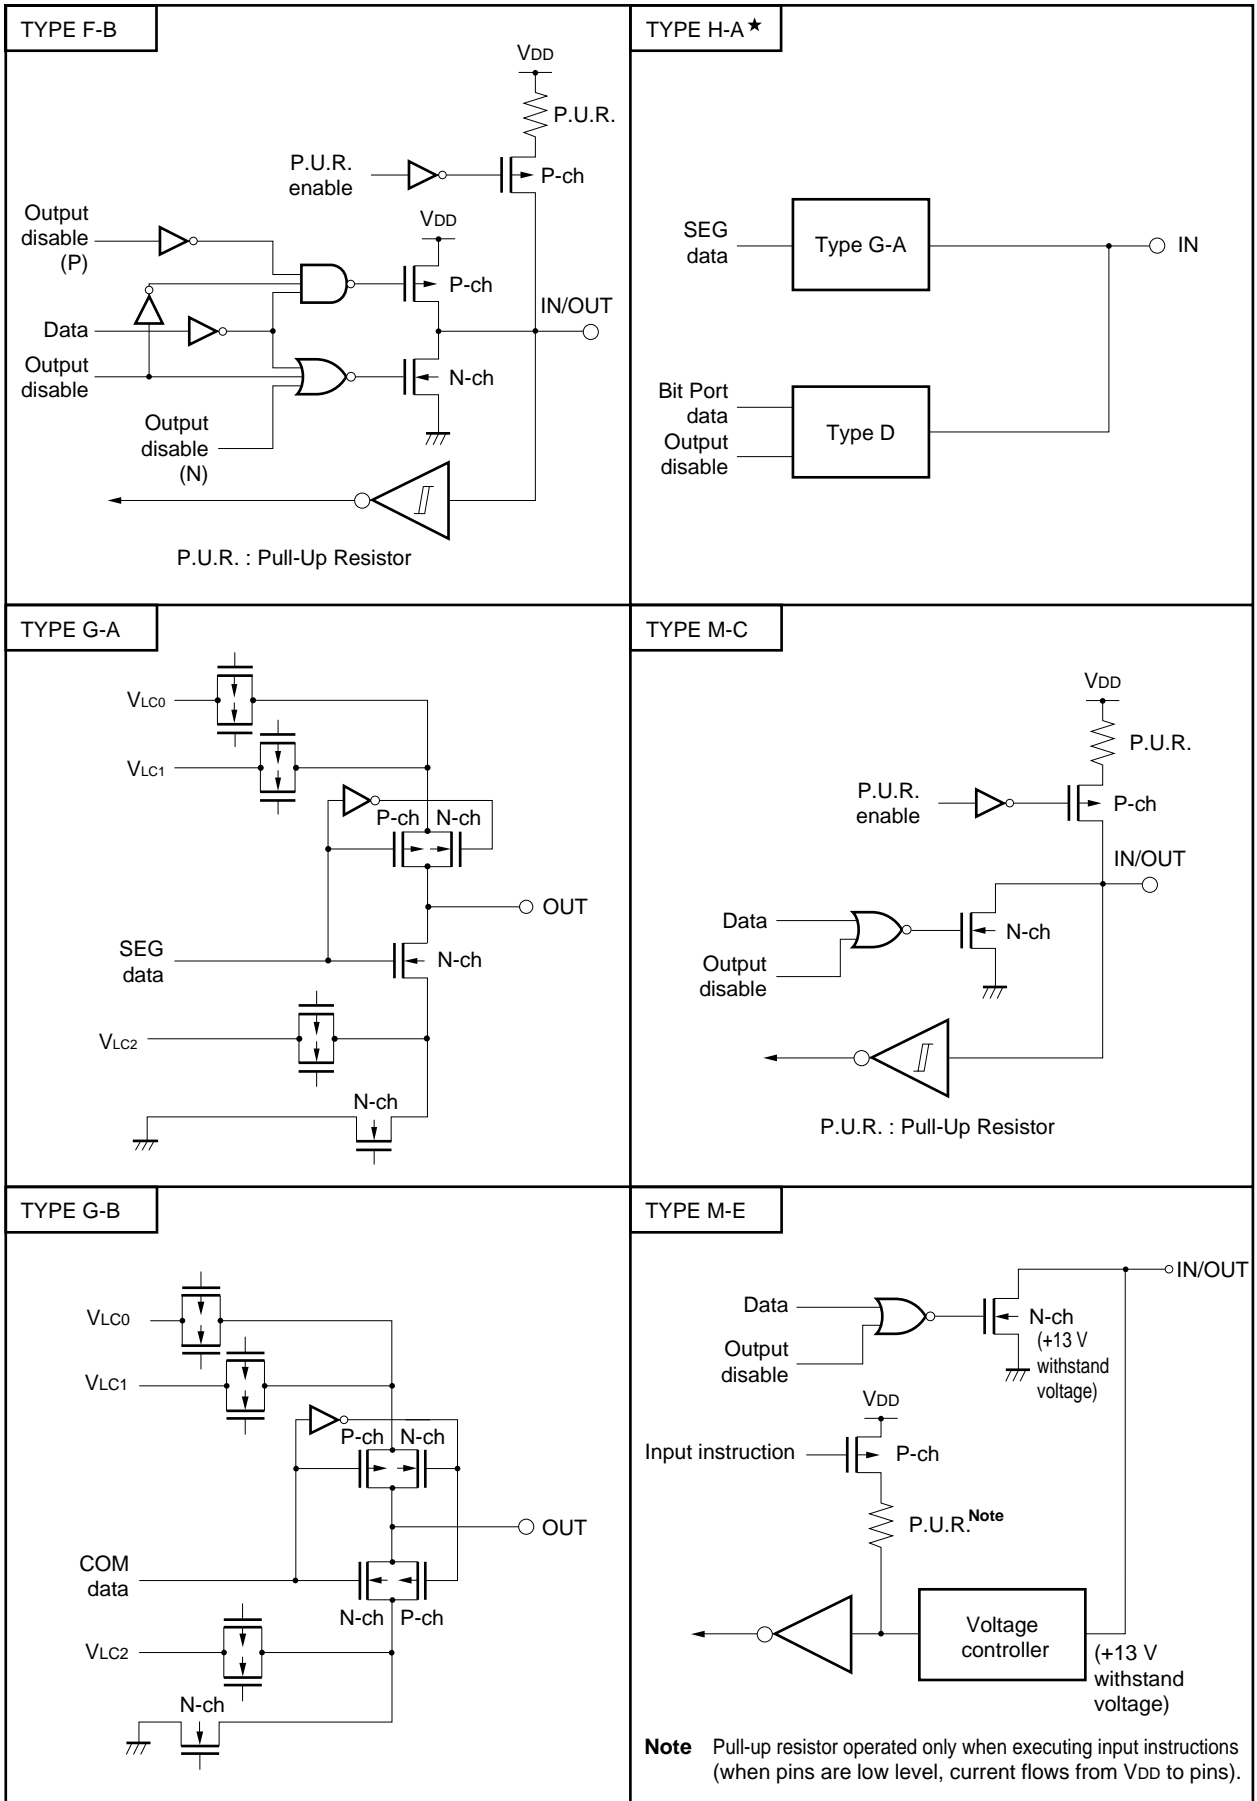 TYPE F-B
VDD
P.U.R.
P.U.R.
enable
P-ch
Output
disable
(P)
VDD
P-ch
IN/OUT
Data
Output
disable
N-ch
Output
disable
(N)
P.U.R. : Pull-Up Resistor
TYPE H-A★
SEG
data
Type G-A
IN
Bit Port
data
Output
disable
Type D
TYPE G-A
VLC0
VLC1
P-ch N-ch
OUT
SEG
data
N-ch
VLC2
N-ch
TYPE M-C
VDD
P.U.R.
P.U.R.
enable
P-ch
IN/OUT
Data
N-ch
Output
disable
P.U.R. : Pull-Up Resistor
TYPE G-B
VLC0
VLC1
P-ch N-ch
OUT
COM
data
N-ch P-ch
VLC2
N-ch
TYPE M-E
IN/OUT
Data
N-ch
(+13 V
withstand
voltage)
Output
disable
VDD
Input instruction
P-ch
P.U.R.Note
Voltage
controller
(+13 V
withstand
voltage)
Note Pull-up resistor operated only when executing input instructions
(when pins are low level, current flows from VDD to pins).